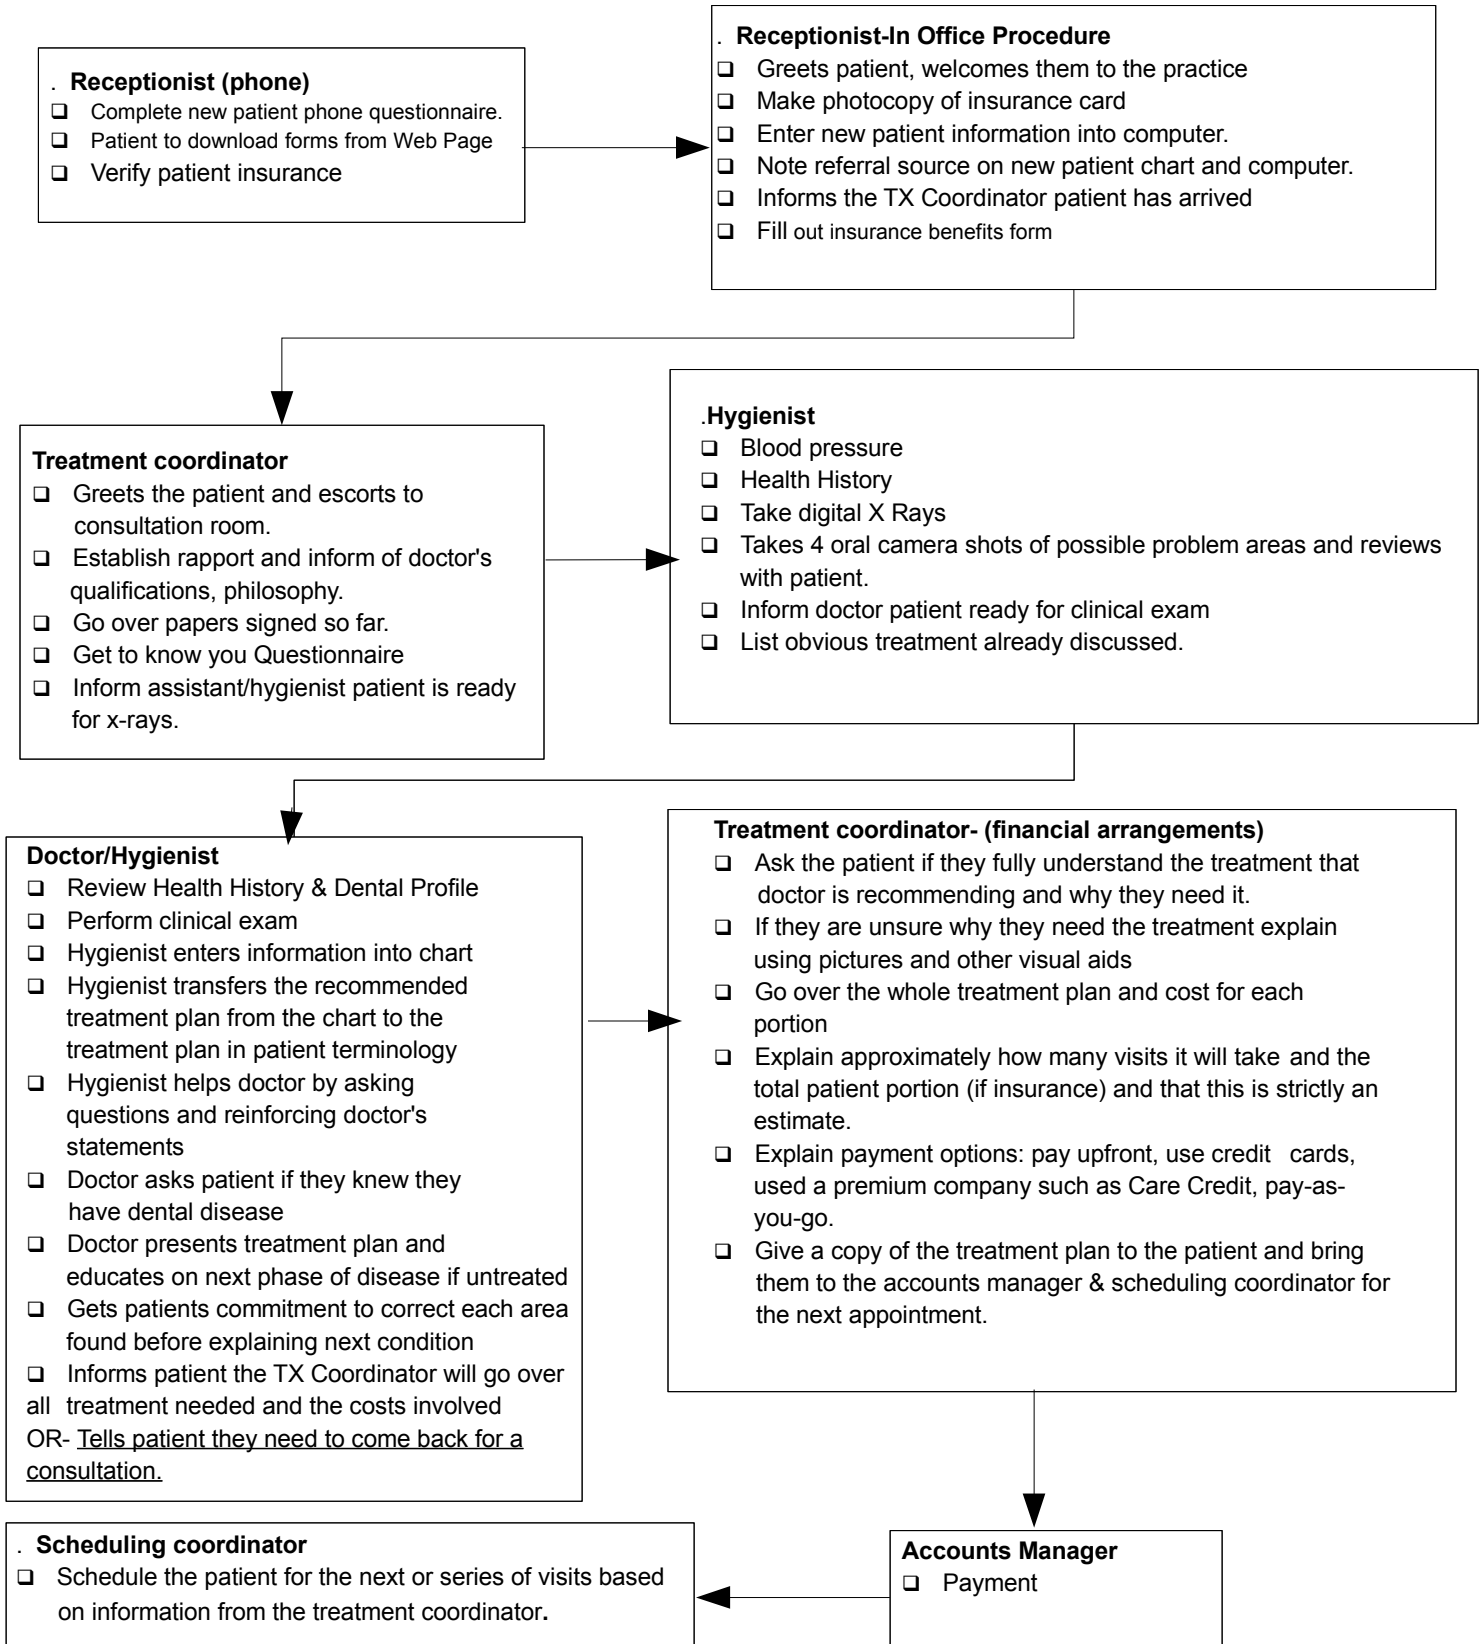 . Receptionist (phone)
❑ Complete new patient phone questionnaire.
❑ Patient to download forms from Web Page
❑ Verify patient insurance
. Receptionist-In Office Procedure
❑ Greets patient, welcomes them to the practice
❑ Make photocopy of insurance card
❑ Enter new patient information into computer.
❑ Note referral source on new patient chart and computer.
❑ Informs the TX Coordinator patient has arrived
❑ Fill out insurance benefits form
Treatment coordinator
❑ Greets the patient and escorts to
consultation room.
❑ Establish rapport and inform of doctor's
qualifications, philosophy.
❑ Go over papers signed so far.
❑ Get to know you Questionnaire
❑ Inform assistant/hygienist patient is ready
for x-rays.
.Hygienist
❑ Blood pressure
❑ Health History
❑ Take digital X Rays
❑ Takes 4 oral camera shots of possible problem areas and reviews
with patient.
❑ Inform doctor patient ready for clinical exam
❑ List obvious treatment already discussed.
Doctor/Hygienist
❑ Review Health History & Dental Profile
❑ Perform clinical exam
❑ Hygienist enters information into chart
❑ Hygienist transfers the recommended
treatment plan from the chart to the
treatment plan in patient terminology
❑ Hygienist helps doctor by asking
questions and reinforcing doctor's
statements
❑ Doctor asks patient if they knew they
have dental disease
❑ Doctor presents treatment plan and
educates on next phase of disease if untreated
❑ Gets patients commitment to correct each area
found before explaining next condition
❑ Informs patient the TX Coordinator will go over
all treatment needed and the costs involved
OR- Tells patient they need to come back for a
consultation.
Treatment coordinator- (financial arrangements)
❑ Ask the patient if they fully understand the treatment that
doctor is recommending and why they need it.
❑ If they are unsure why they need the treatment explain
using pictures and other visual aids
❑ Go over the whole treatment plan and cost for each
portion
❑ Explain approximately how many visits it will take and the
total patient portion (if insurance) and that this is strictly an
estimate.
❑ Explain payment options: pay upfront, use credit cards,
used a premium company such as Care Credit, pay-as-
you-go.
❑ Give a copy of the treatment plan to the patient and bring
them to the accounts manager & scheduling coordinator for
the next appointment.
Accounts Manager
❑ Payment
. Scheduling coordinator
❑ Schedule the patient for the next or series of visits based
on information from the treatment coordinator.